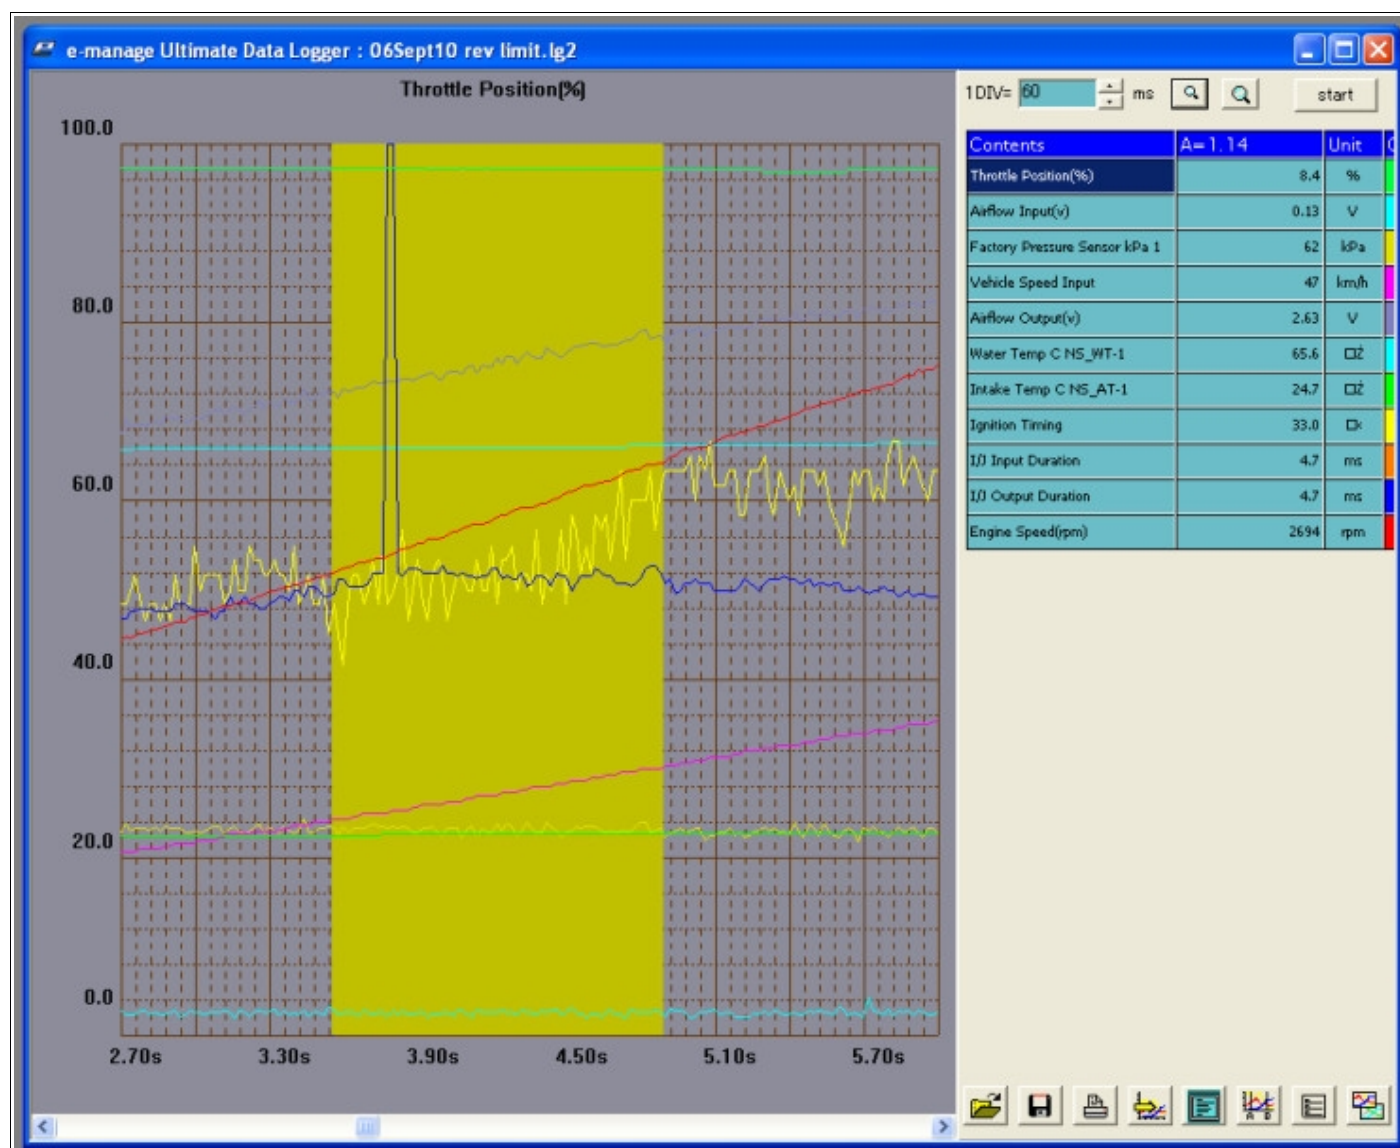 e-manage Ultimate Data Logger : 06Sept10 rev limit.lg2
Throttle Position(%)
1DIV= 60 ms start
100.0
80.0
60.0
40.0
20.0
0.0
2.70s 3.30s 3.90s 4.50s 5.10s 5.70s
Contents A=1.14 Unit
Throttle Position(%) 8.4 %
Airflow Input(v) 0.13 V
Factory Pressure Sensor kPa 1 62 kPa
Vehicle Speed Input 47 km/h
Airflow Output(v) 2.63 V
Water Temp C NS_WT-1 65.6
Intake Temp C NS_AT-1 24.7
Ignition Timing 33.0
I/J Input Duration 4.7 ms
I/J Output Duration 4.7 ms
Engine Speed(rpm) 2694 rpm